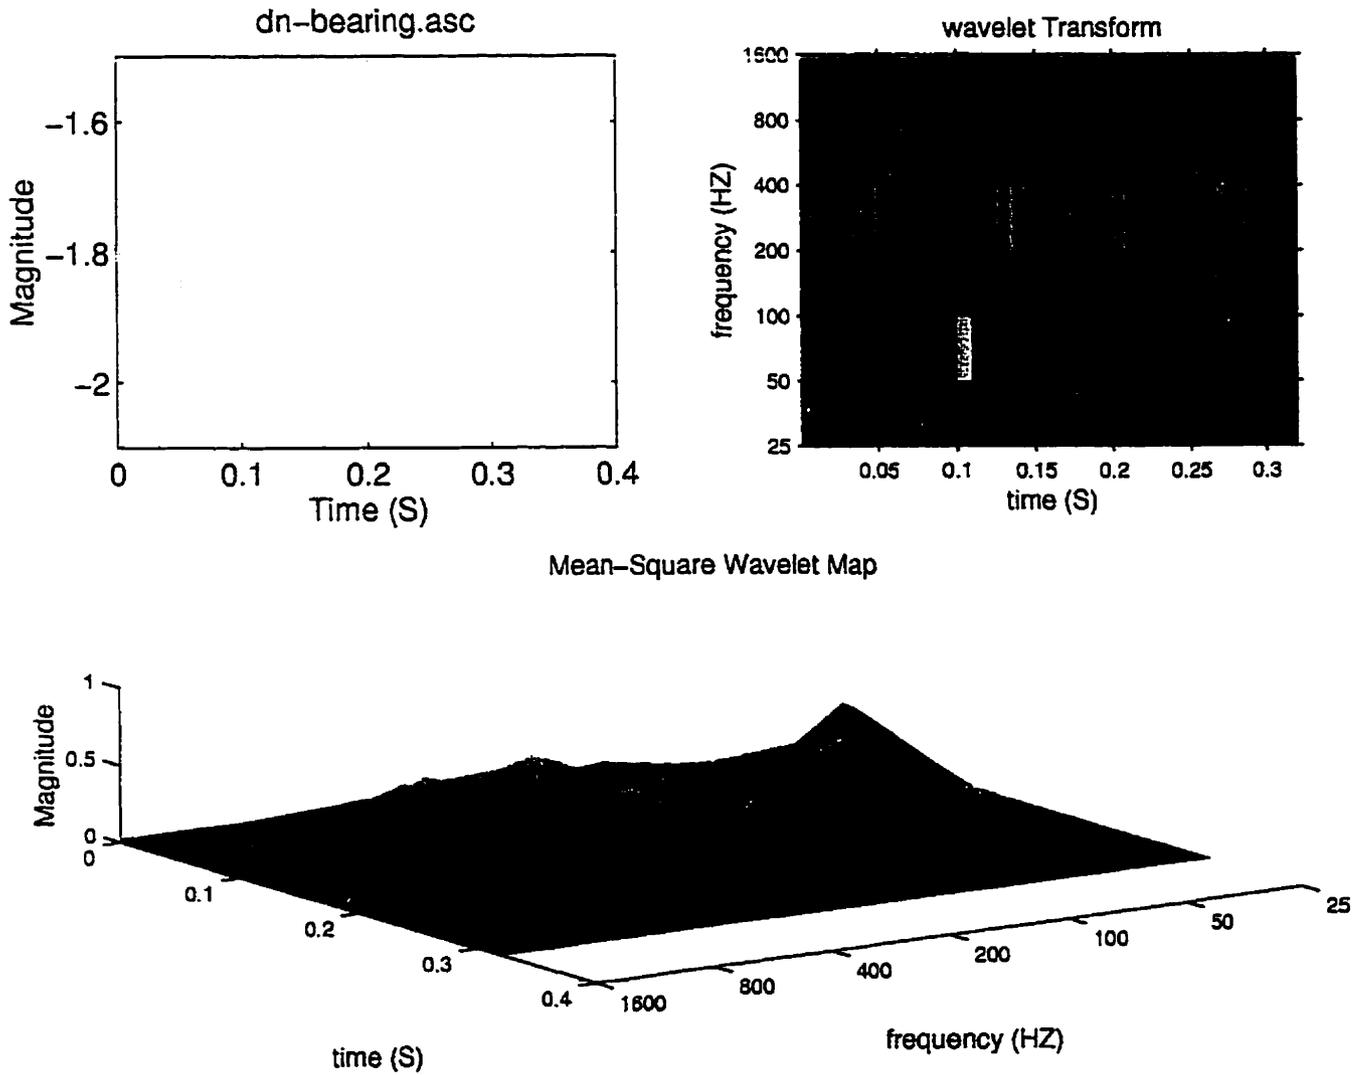 dn-bearing.asc
-1.6
-1.8
-2
Magnitude
0 0.1 0.2 0.3 0.4
Time (S)
wavelet Transform
1600
800
400
200
100
50
25
frequency (HZ)
0.05 0.1 0.15 0.2 0.25 0.3
time (S)
Mean-Square Wavelet Map
1
0.5
0
Magnitude
0
0.1
0.2
0.3
0.4
time (S)
1600
800
400
200
100
50
25
frequency (HZ)